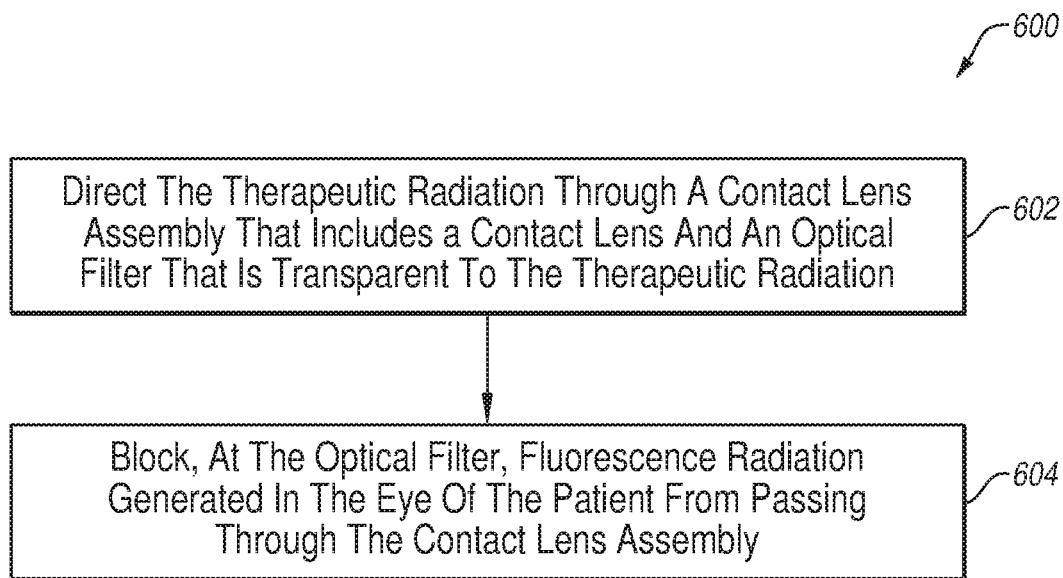 600
Direct The Therapeutic Radiation Through A Contact Lens
Assembly That Includes a Contact Lens And An Optical
Filter That Is Transparent To The Therapeutic Radiation
602
Block, At The Optical Filter, Fluorescence Radiation
Generated In The Eye Of The Patient From Passing
Through The Contact Lens Assembly
604